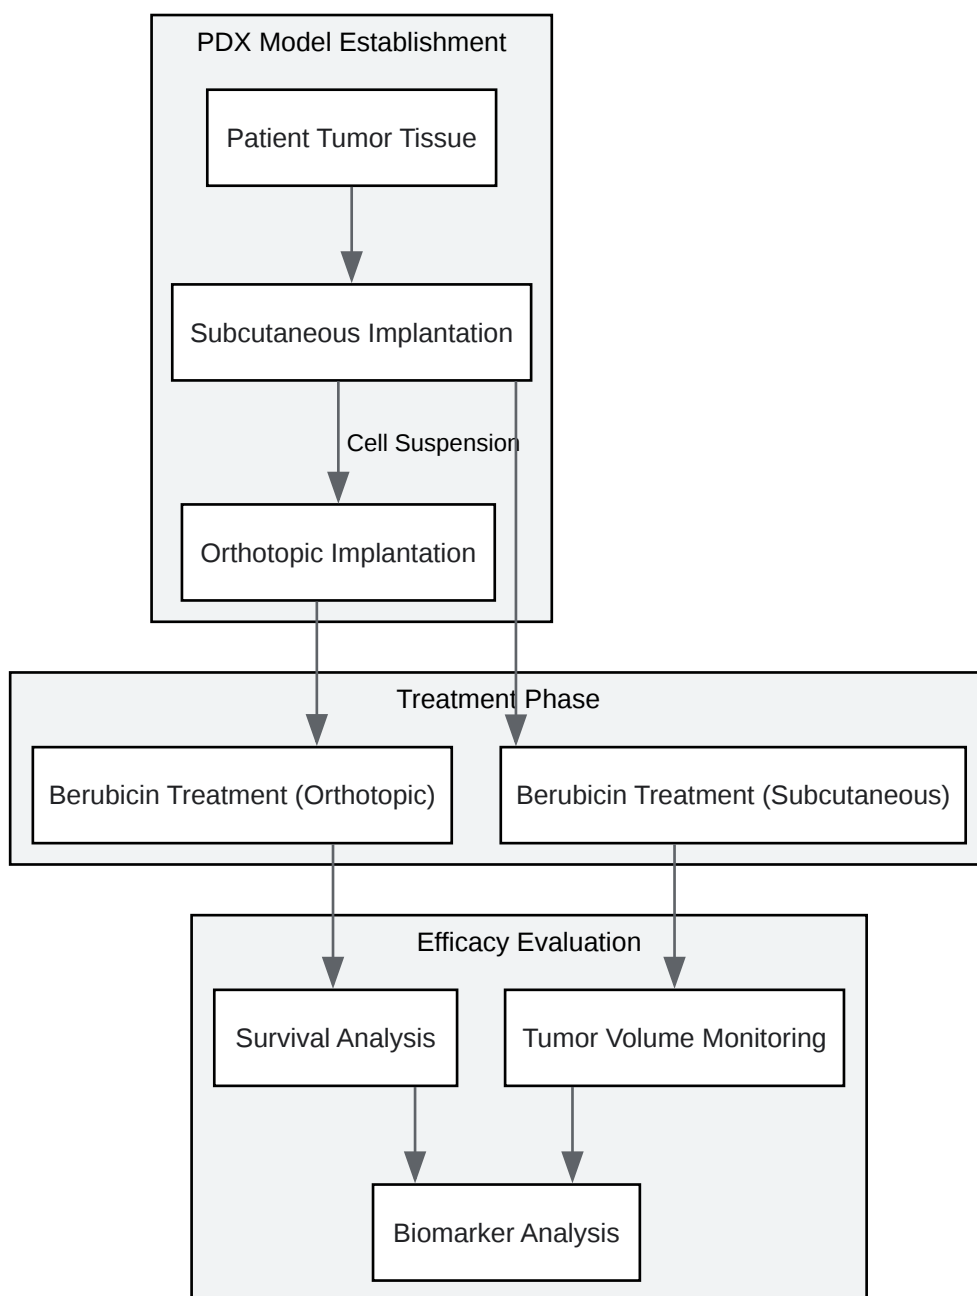 PDX Model Establishment
Patient Tumor Tissue
Subcutaneous Implantation
Cell Suspension
Orthotopic Implantation
Treatment Phase
Berubicin Treatment (Orthotopic)
Berubicin Treatment (Subcutaneous)
Efficacy Evaluation
Survival Analysis
Tumor Volume Monitoring
Biomarker Analysis